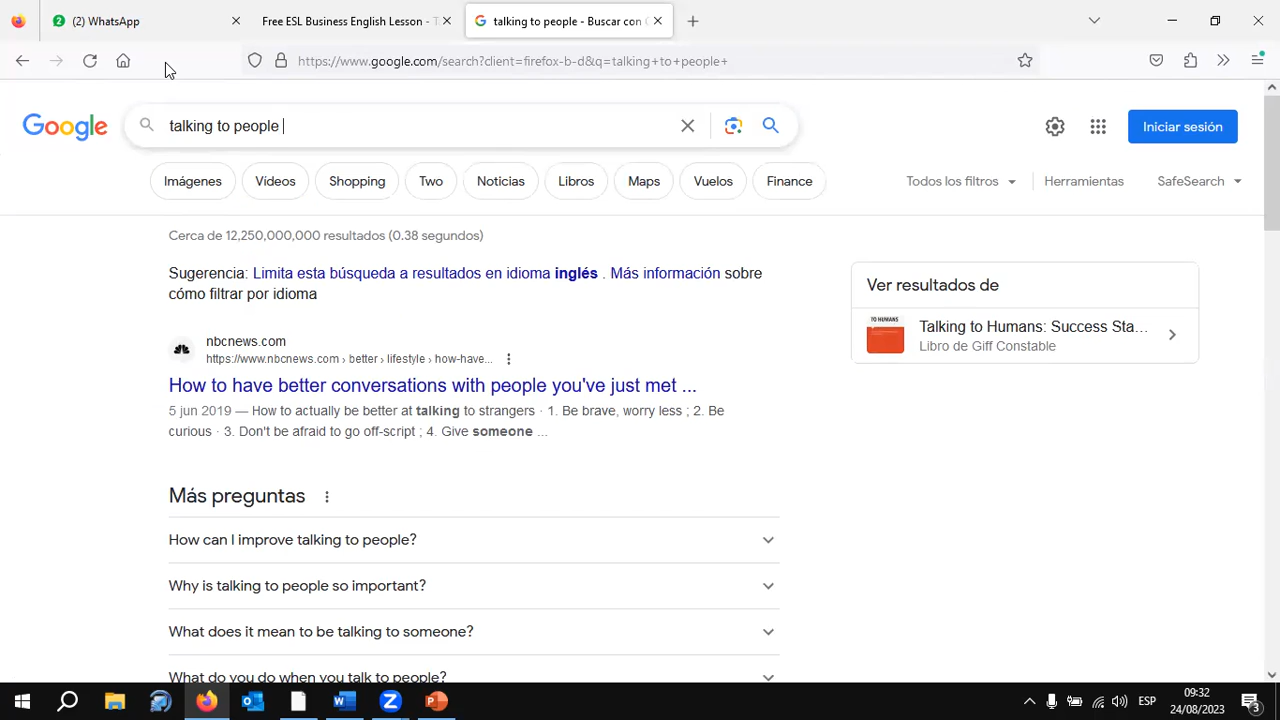 (2) WhatsApp
Free ESL Business English Lesson - T
talking to people - Buscar con
https://www.google.com/search?client=firefox-b-d&q=talking+to+people+
Google
talking to people
Iniciar sesión
Imágenes
Vídeos
Shopping
Two
Noticias
Libros
Maps
Vuelos
Finance
Todos los filtros
Herramientas
SafeSearch
Cerca de 12,250,000,000 resultados (0.38 segundos)
Sugerencia: Limita esta búsqueda a resultados en idioma inglés . Más información sobre
cómo filtrar por idioma
Ver resultados de
TO HUMANS
Talking to Humans: Success Sta...
Libro de Giff Constable
nbcnews.com
https://www.nbcnews.com › better › lifestyle › how-have...
How to have better conversations with people you've just met ...
5 jun 2019 — How to actually be better at talking to strangers · 1. Be brave, worry less ; 2. Be
curious · 3. Don't be afraid to go off-script ; 4. Give someone ...
Más preguntas
How can I improve talking to people?
Why is talking to people so important?
What does it mean to be talking to someone?
What do you do when you talk to people?
ESP
09:32
24/08/2023
3